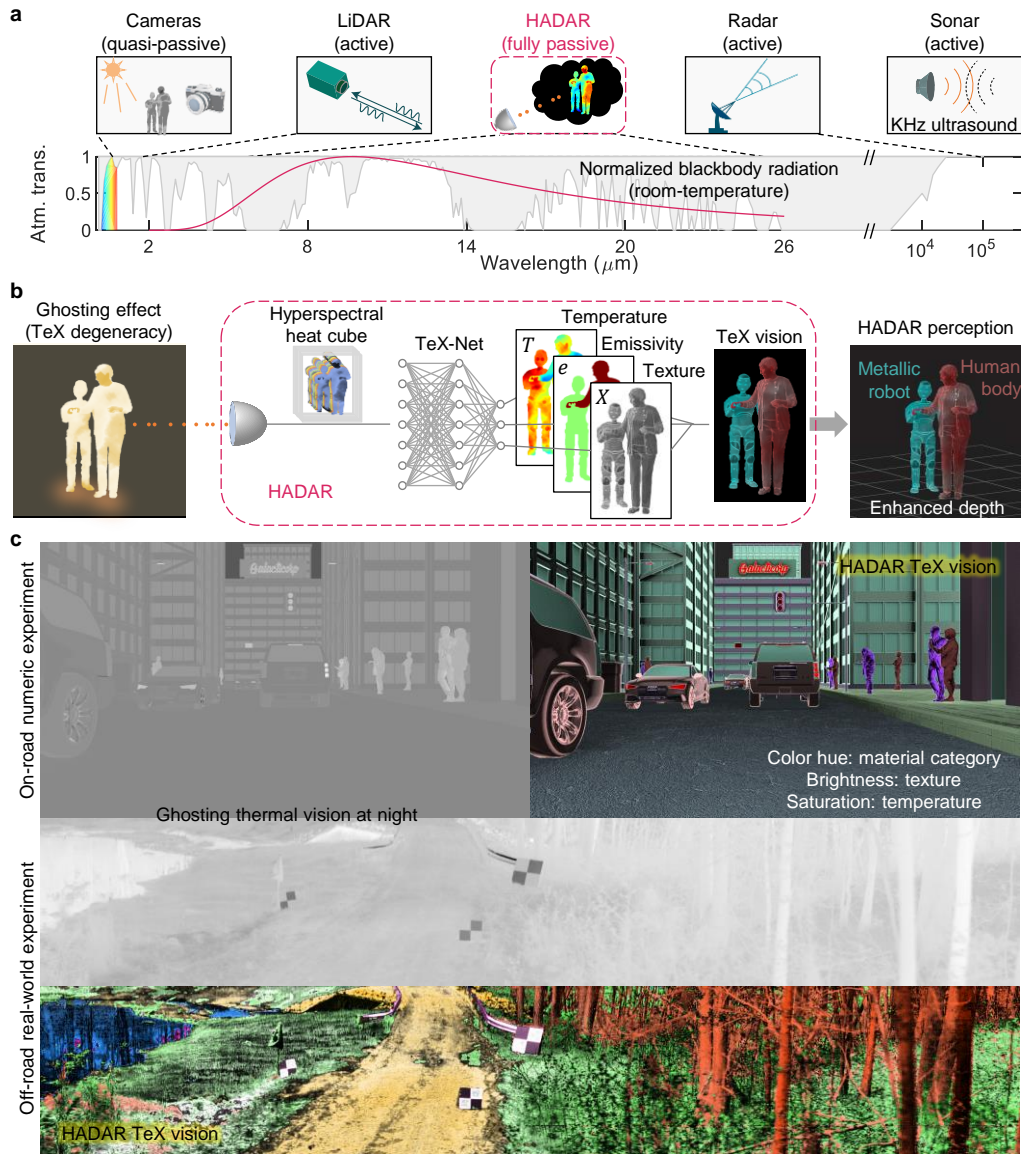 a
Cameras
(quasi-passive)
LiDAR
(active)
HADAR
(fully passive)
Radar
(active)
Sonar
(active)
KHz ultrasound
Atm. trans.
1
0.5
0
Normalized blackbody radiation
(room-temperature)
//
//
2
8
14
20
26
10⁴
10⁵
Wavelength (μm)
b
Ghosting effect
(TeX degeneracy)
Hyperspectral
heat cube
TeX-Net
Temperature
Emissivity
Texture
T
e
X
TeX vision
HADAR perception
Metallic
robot
Human
body
Enhanced depth
HADAR
c
On-road numeric experiment
Galacticorp
Galacticorp
HADAR TeX vision
Color hue: material category
Brightness: texture
Saturation: temperature
Ghosting thermal vision at night
Off-road real-world experiment
HADAR TeX vision